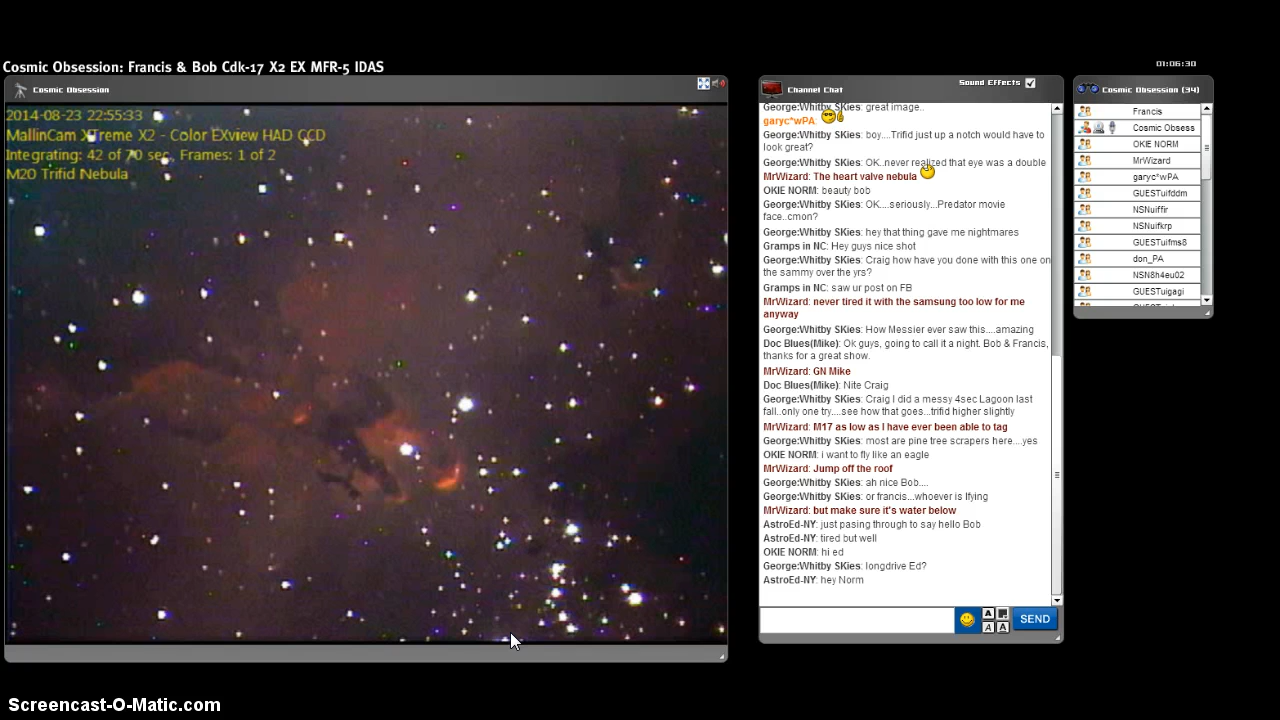 Cosmic Obsession: Francis & Bob Cdk-17 X2 EX MFR-5 IDAS
01:06:30
Cosmic Obsession
2014-08-23 22:55:33
MallinCam XTreme X2 - Color EXview HAD CCD
Integrating: 42 of 70 sec, Frames: 1 of 2
M20 Trifid Nebula
Channel Chat
Sound Effects
George:Whitby SKies: great image..
garyc*wPA:
George:Whitby SKies: boy....Trifid just up a notch would have to
look great?
George:Whitby SKies: OK..never realized that eye was a double
MrWizard: The heart valve nebula
OKIE NORM: beauty bob
George:Whitby SKies: OK....seriously...Predator movie
face..cmon?
George:Whitby SKies: hey that thing gave me nightmares
Gramps in NC: Hey guys nice shot
George:Whitby SKies: Craig how have you done with this one on
the sammy over the yrs?
Gramps in NC: saw ur post on FB
MrWizard: never tired it with the samsung too low for me
anyway
George:Whitby SKies: How Messier ever saw this....amazing
Doc Blues(Mike): Ok guys, going to call it a night. Bob & Francis,
thanks for a great show.
MrWizard: GN Mike
Doc Blues(Mike): Nite Craig
George:Whitby SKies: Craig I did a messy 4sec Lagoon last
fall..only one try....see how that goes...trifid higher slightly
MrWizard: M17 as low as I have ever been able to tag
George:Whitby SKies: most are pine tree scrapers here....yes
OKIE NORM: i want to fly like an eagle
MrWizard: Jump off the roof
George:Whitby SKies: ah nice Bob....
George:Whitby SKies: or francis...whoever is lfying
MrWizard: but make sure it's water below
AstroEd-NY: just pasing through to say hello Bob
AstroEd-NY: tired but well
OKIE NORM: hi ed
George:Whitby SKies: longdrive Ed?
AstroEd-NY: hey Norm
A
A A
SEND
Cosmic Obsession (34)
Francis
Cosmic Obsess
OKIE NORM
MrWizard
garyc*wPA
GUESTuifddm
NSNuiffir
NSNuifkrp
GUESTuifms8
don_PA
NSN8h4eu02
GUESTuigagi
Screencast-O-Matic.com